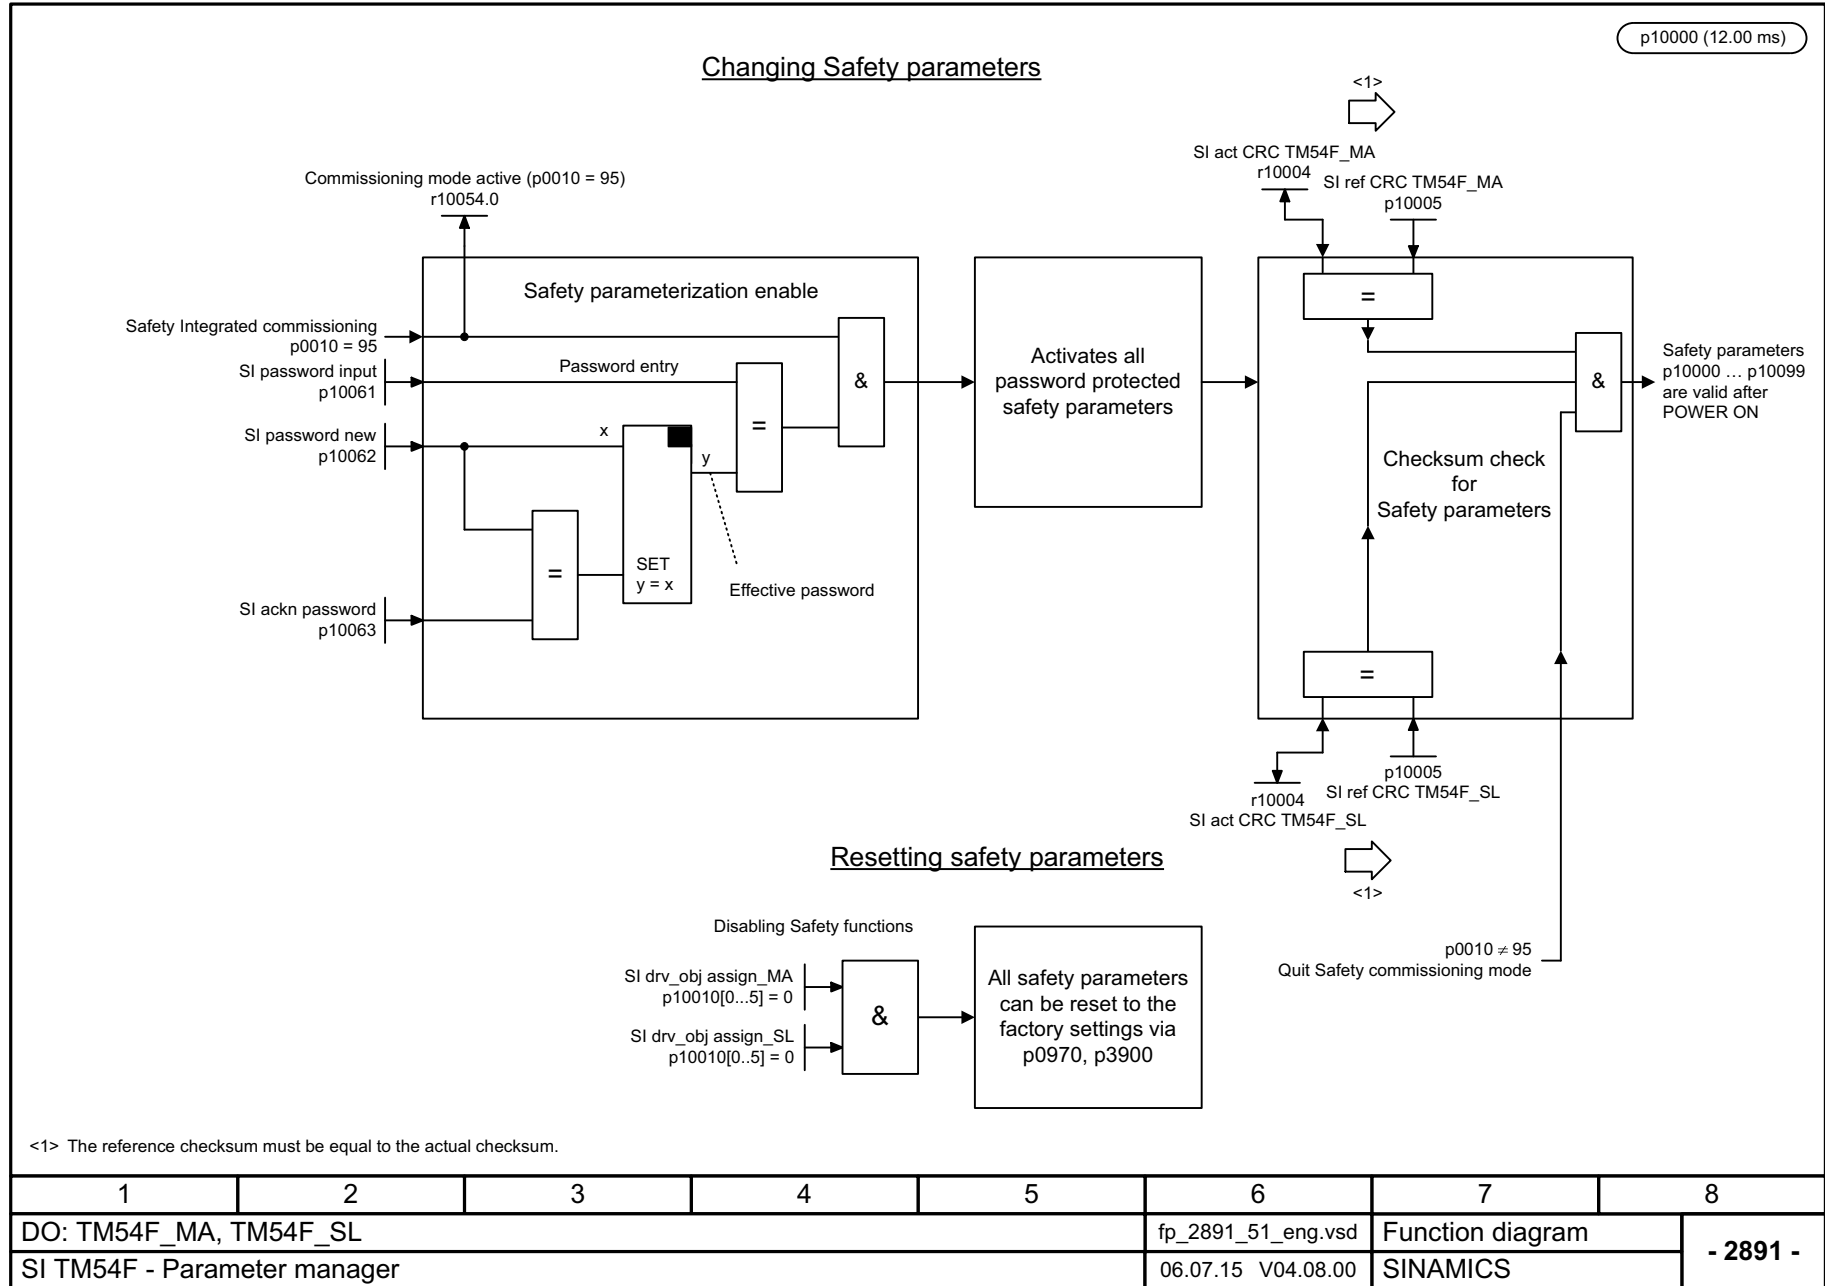 p10000 (12.00 ms)
Changing Safety parameters
<1>
SI act CRC TM54F_MA
r10004
SI ref CRC TM54F_MA
p10005
Commissioning mode active (p0010 = 95)
r10054.0
Safety parameterization enable
Safety Integrated commissioning
p0010 = 95
SI password input
p10061
Password entry
SI password new
p10062
x
y
=
&
=
SET
y = x
Effective password
SI ackn password
p10063
Activates all
password protected
safety parameters
=
&
Safety parameters
p10000 … p10099
are valid after
POWER ON
Checksum check
for
Safety parameters
=
p10005
SI ref CRC TM54F_SL
r10004
SI act CRC TM54F_SL
<1>
Resetting safety parameters
Disabling Safety functions
SI drv_obj assign_MA
p10010[0...5] = 0
SI drv_obj assign_SL
p10010[0..5] = 0
&
All safety parameters
can be reset to the
factory settings via
p0970, p3900
p0010 ≠ 95
Quit Safety commissioning mode
<1> The reference checksum must be equal to the actual checksum.
1 2 3 4 5 6 7 8
DO: TM54F_MA, TM54F_SL
fp_2891_51_eng.vsd
Function diagram
- 2891 -
SI TM54F - Parameter manager
06.07.15 V04.08.00
SINAMICS